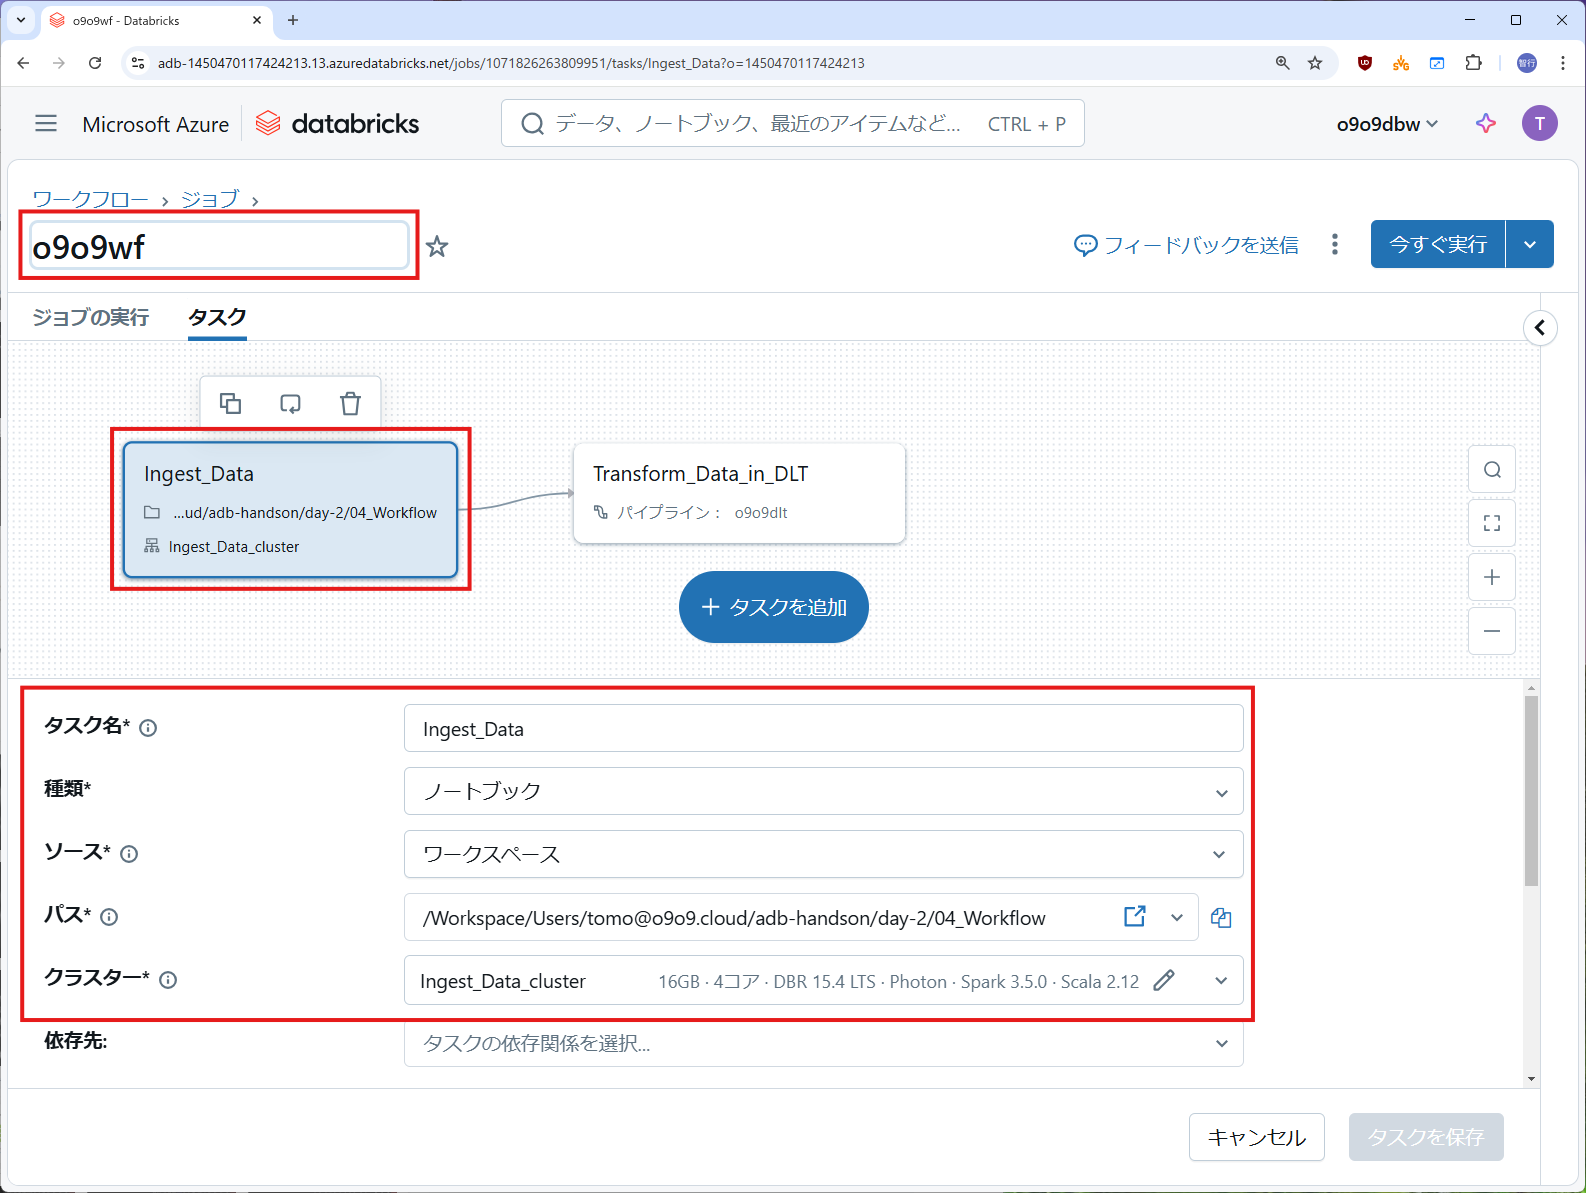 o9o9wf - Databricks
adb-1450470117424213.13.azuredatabricks.net/jobs/1071826263809951/tasks/Ingest_Data?o=1450470117424213
智行
Microsoft Azure databricks データ、ノートブック、最近のアイテムなど... CTRL + P o9o9dbw T
ワークフロー › ジョブ ›
o9o9wf
フィードバックを送信 今すぐ実行
ジョブの実行 タスク
Ingest_Data
...ud/adb-handson/day-2/04_Workflow
Ingest_Data_cluster
Transform_Data_in_DLT
パイプライン： o9o9dlt
+ タスクを追加
タスク名* Ingest_Data
種類* ノートブック
ソース* ワークスペース
パス* /Workspace/Users/tomo@o9o9.cloud/adb-handson/day-2/04_Workflow
クラスター* Ingest_Data_cluster 16GB · 4コア · DBR 15.4 LTS · Photon · Spark 3.5.0 · Scala 2.12
依存先: タスクの依存関係を選択...
キャンセル タスクを保存